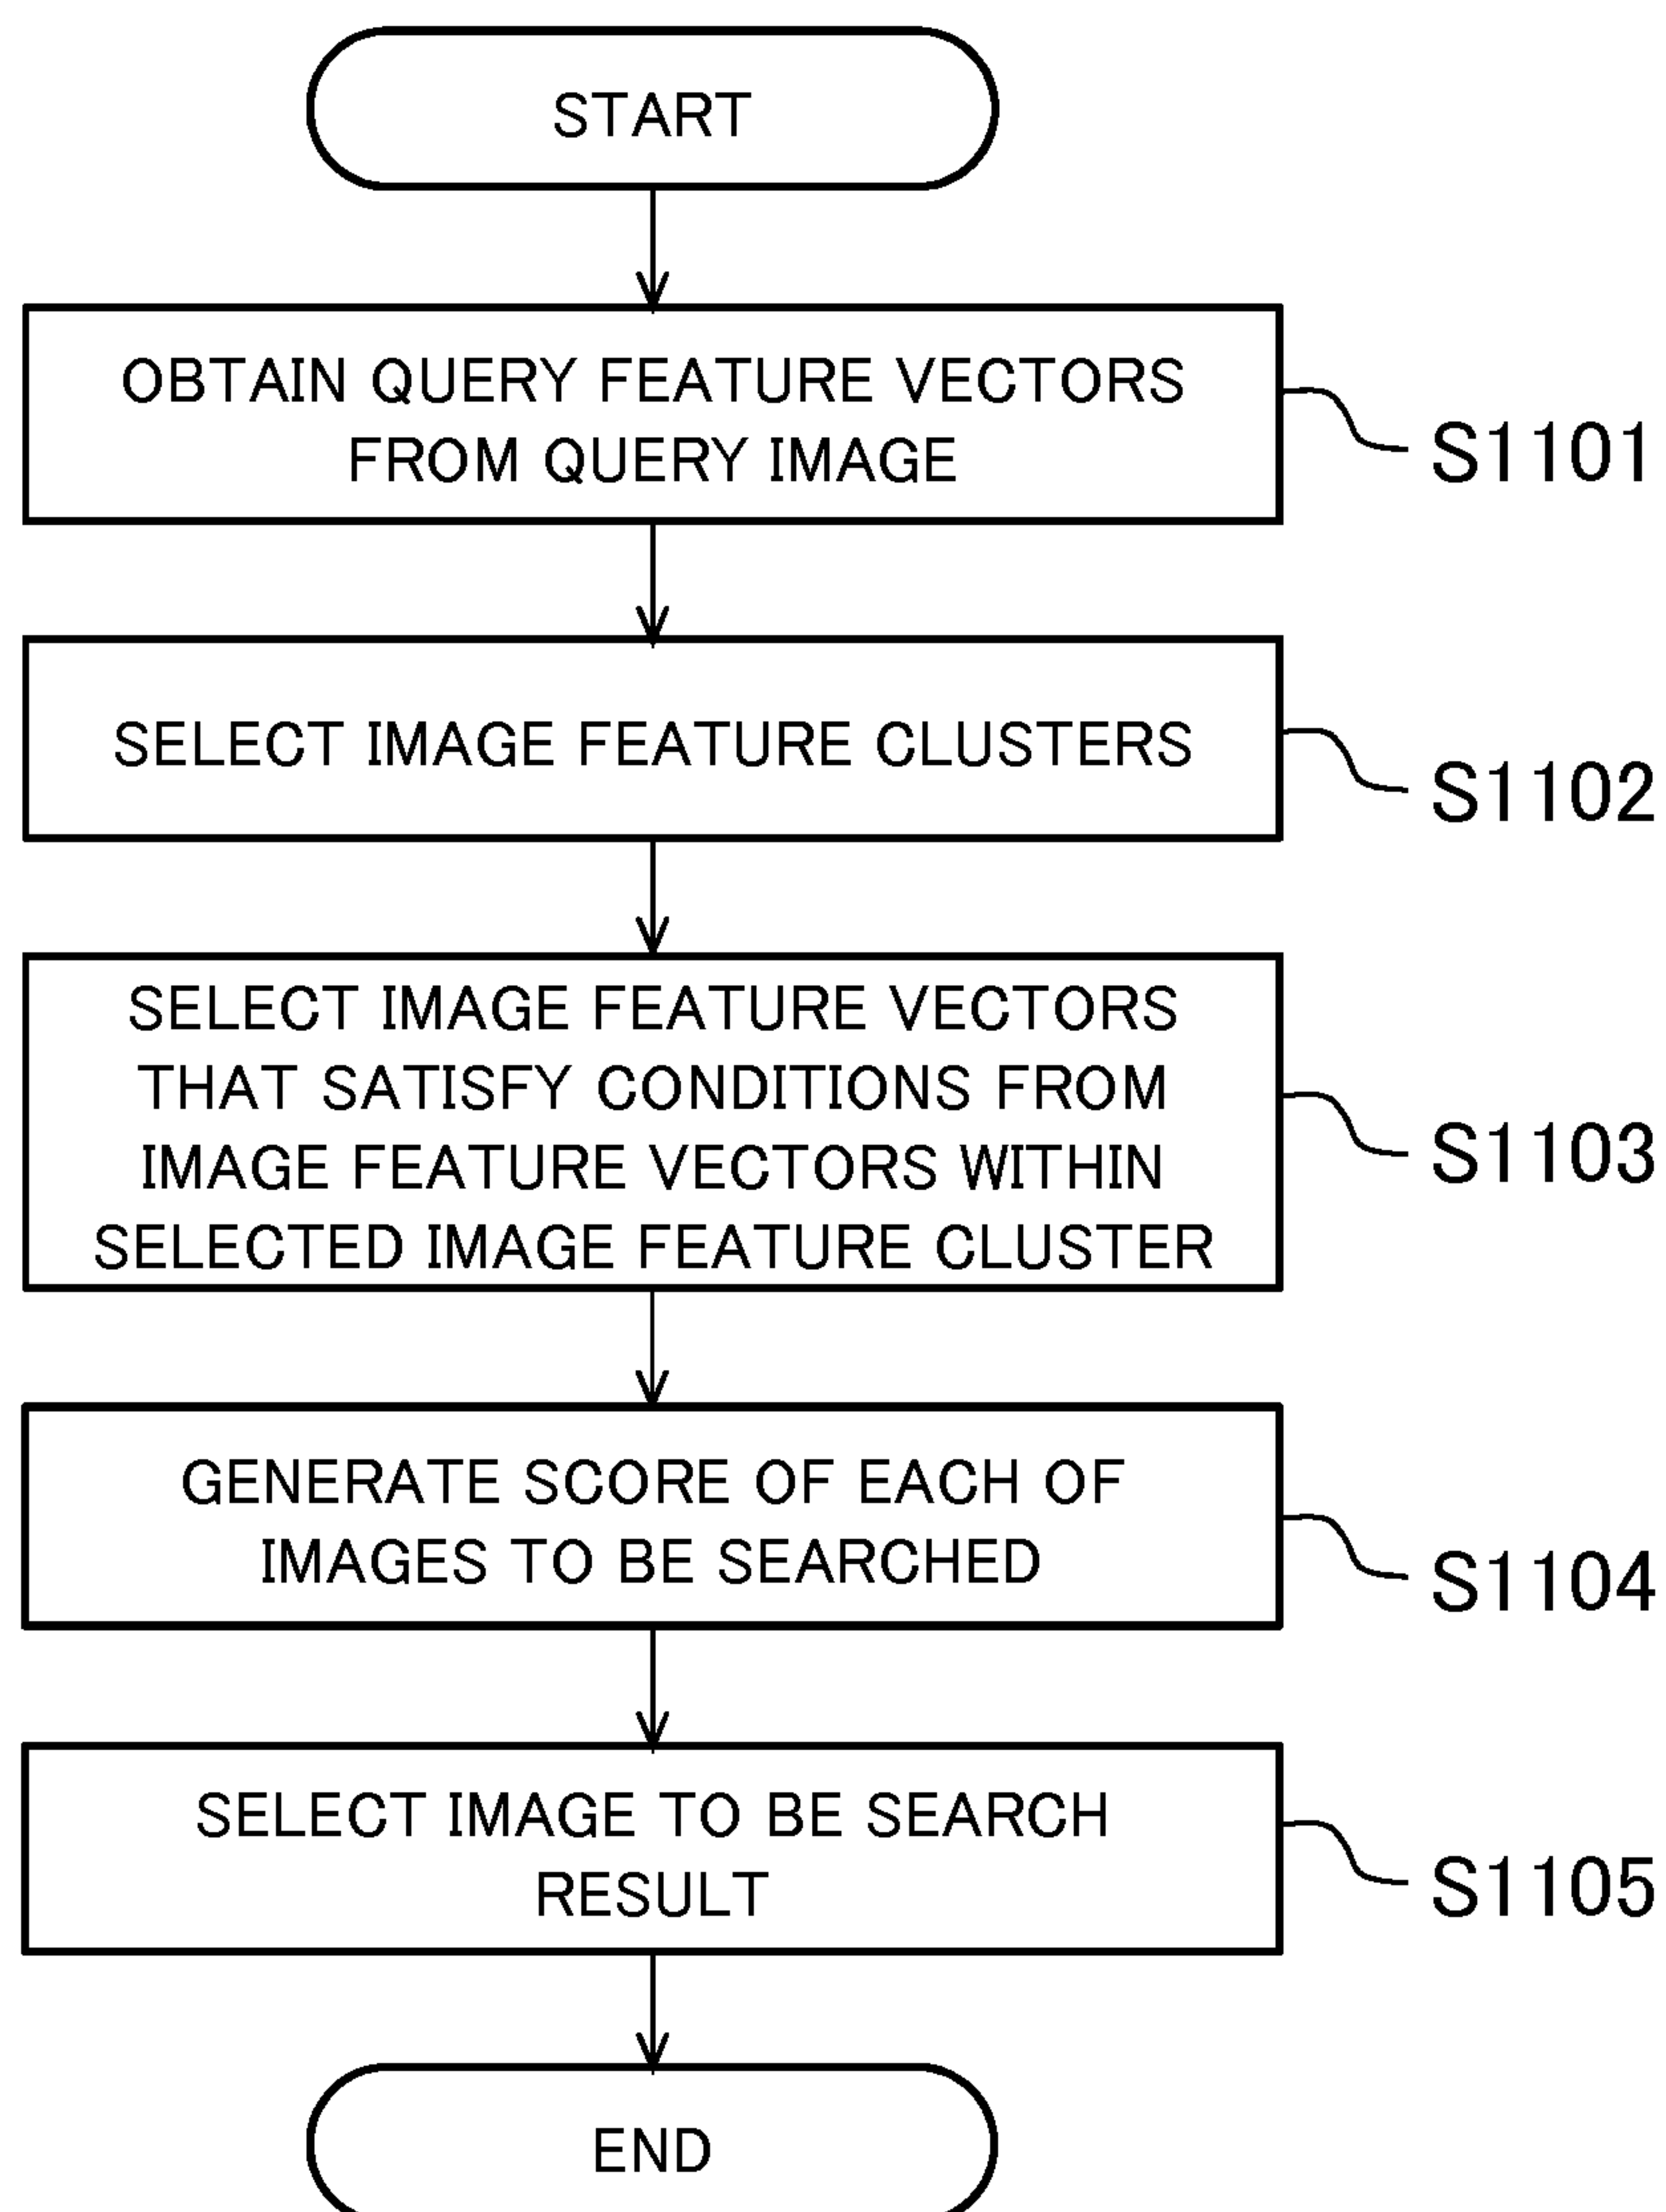 START
OBTAIN QUERY FEATURE VECTORS
FROM QUERY IMAGE
S1101
SELECT IMAGE FEATURE CLUSTERS
S1102
SELECT IMAGE FEATURE VECTORS
THAT SATISFY CONDITIONS FROM
IMAGE FEATURE VECTORS WITHIN
SELECTED IMAGE FEATURE CLUSTER
S1103
GENERATE SCORE OF EACH OF
IMAGES TO BE SEARCHED
S1104
SELECT IMAGE TO BE SEARCH
RESULT
S1105
END